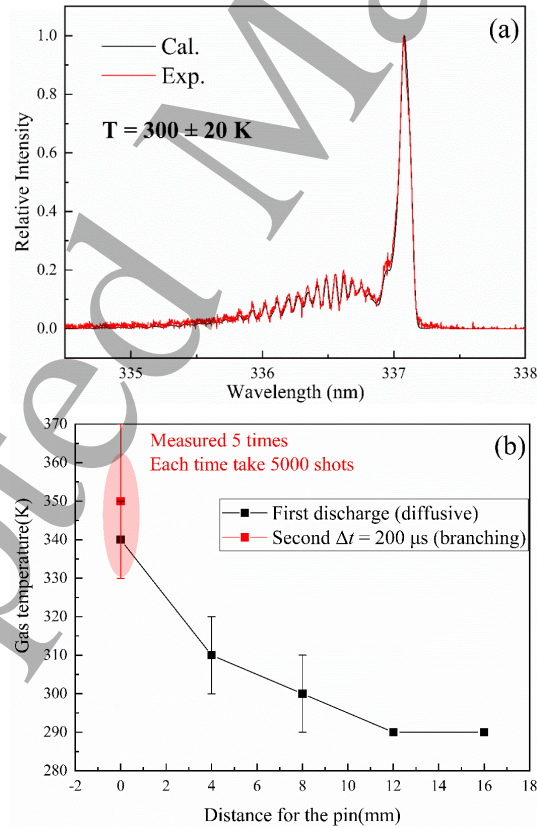 (a)
Cal.
Exp.
T = 300 ± 20 K
Relative Intensity
1.0
0.8
0.6
0.4
0.2
0.0
335 336 337 338
Wavelength (nm)
(b)
Measured 5 times
Each time take 5000 shots
First discharge (diffusive)
Second Δt = 200 μs (branching)
Gas temperature(K)
370
360
350
340
330
320
310
300
290
280
-2 0 2 4 6 8 10 12 14 16 18
Distance for the pin(mm)